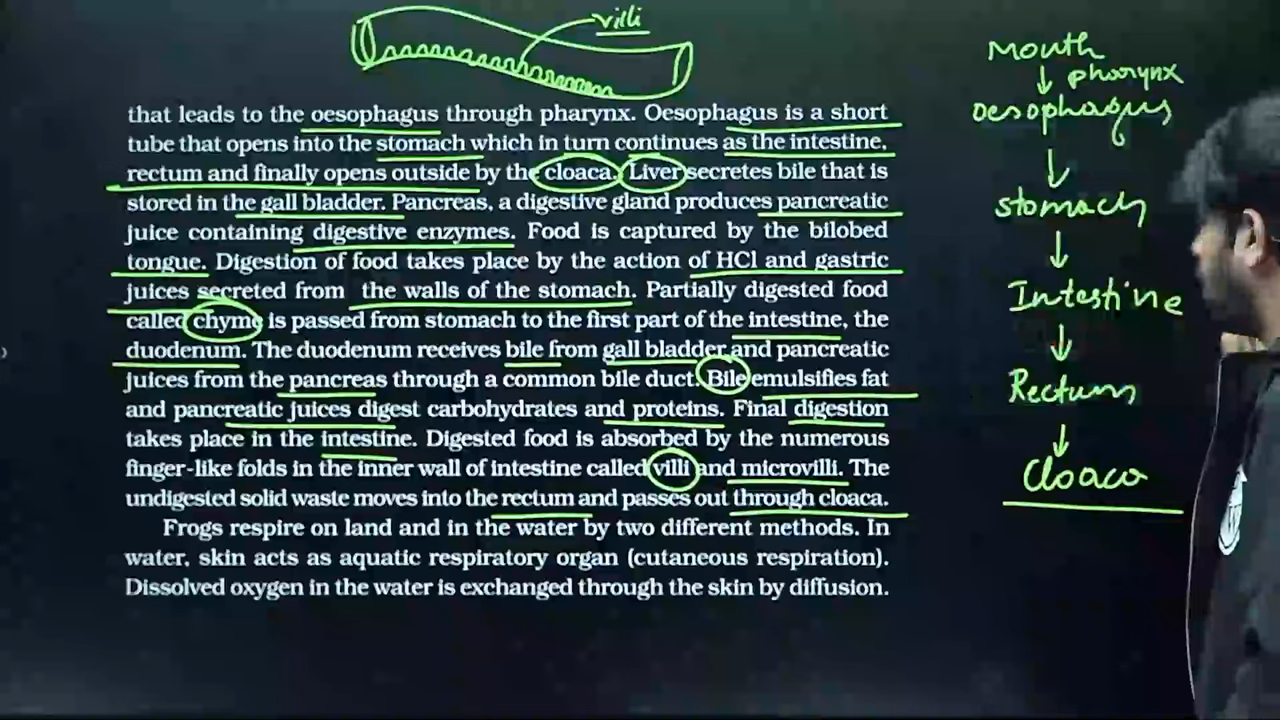 villi
that leads to the oesophagus through pharynx. Oesophagus is a short
tube that opens into the stomach which in turn continues as the intestine,
rectum and finally opens outside by the cloaca. Liver secretes bile that is
stored in the gall bladder. Pancreas, a digestive gland produces pancreatic
juice containing digestive enzymes. Food is captured by the bilobed
tongue. Digestion of food takes place by the action of HCl and gastric
juices secreted from the walls of the stomach. Partially digested food
called chyme is passed from stomach to the first part of the intestine, the
duodenum. The duodenum receives bile from gall bladder and pancreatic
juices from the pancreas through a common bile duct. Bile emulsifies fat
and pancreatic juices digest carbohydrates and proteins. Final digestion
takes place in the intestine. Digested food is absorbed by the numerous
finger-like folds in the inner wall of intestine called villi and microvilli. The
undigested solid waste moves into the rectum and passes out through cloaca.
Frogs respire on land and in the water by two different methods. In
water, skin acts as aquatic respiratory organ (cutaneous respiration).
Dissolved oxygen in the water is exchanged through the skin by diffusion.
Mouth
pharynx
Oesophagus
stomach
Intestine
Rectum
Cloaca